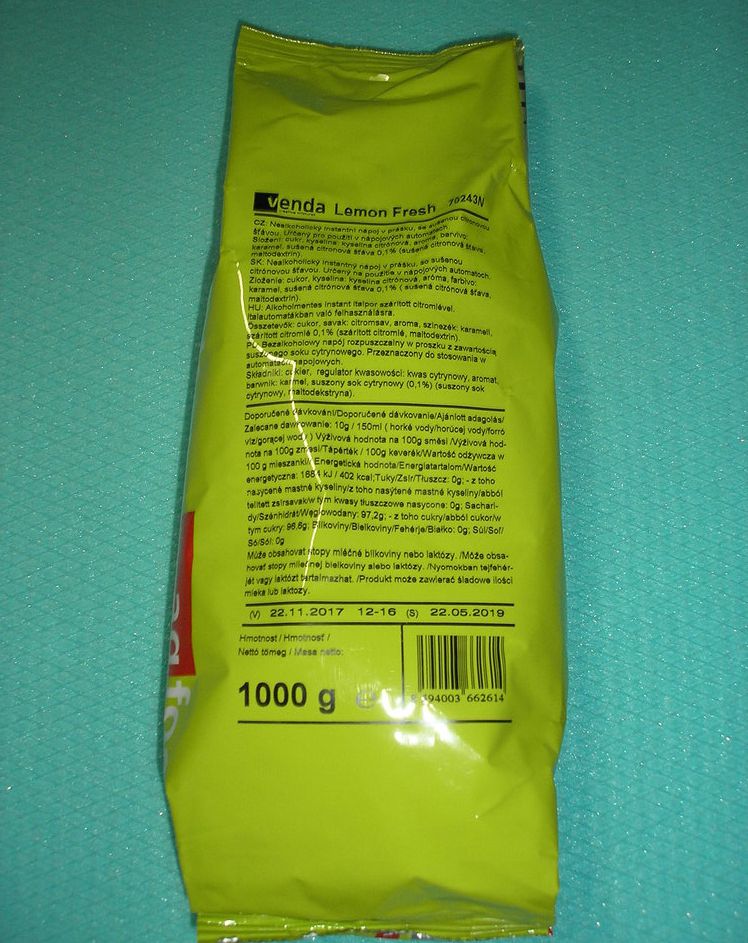 venda Lemon Fresh 70243N
CZ: Nealkoholický instantní nápoj v prášku, se sušenou citronovou
šťávou. Určený pro použití v nápojových automatech.
Složení: cukr, kyselina: kyselina citrónová, aroma, barvivo:
karamel, sušená citrónová šťáva 0,1% (sušená citrónová šťáva,
maltodextrin).
SK: Nealkoholický instantný nápoj v prášku, so sušenou
citrónovou šťavou. Určený na použitie v nápojových automatoch.
Zloženie: cukor, kyselina: kyselina citrónová, aróma, farbivo:
karamel, sušená citrónová šťava 0,1% ( sušená citrónová šťava,
maltodextrin).
HU: Alkoholmentes instant italpor szárított citromlével.
Italautomatákban való felhasználásra.
Összetevők: cukor, savak: citromsav, aroma, színezék: karamell,
szárított citromlé 0,1% (szárított citromlé, maltodextrin).
PL: Bezalkoholowy napój rozpuszczalny w proszku z zawartością
suszonego soku cytrynowego. Przeznaczony do stosowania w
automatach napojowych.
Składniki: cukier, regulator kwasowości: kwas cytrynowy, aromat,
barwnik: karmel, suszony sok cytrynowy (0,1%) (suszony sok
cytrynowy, maltodekstryna).
Doporučené dávkování/Doporučené dávkovanie/Ajánlott adagolás/
Zalecane dawkowanie: 10g / 150ml ( horké vody/horúcej vody/forró
víz/gorącej wody ) Výživová hodnota na 100g směsi /Výživová hod-
nota na 100g zmesi/Tápérték / 100g keverék/Wartość odżywcza w
100 g mieszanki: Energetická hodnota/Energiatartalom/Wartość
energetyczna: 1684 kJ / 402 kcal;Tuky/Zsír/Tłuszcz: 0g; - z toho
nasycené mastné kyseliny/z toho nasýtené mastné kyseliny/abból
telített zsírsavak/w tym kwasy tłuszczowe nasycone: 0g; Sachari-
dy/Szénhidrát/Węglowodany: 97,2g; - z toho cukry/abból cukor/w
tym cukry: 96,6g; Bílkoviny/Bielkoviny/Fehérje/Białko: 0g; Sůl/Soľ/
Só/Sól: 0g
Může obsahovat stopy mléčné bílkoviny nebo laktózy. /Môže obsa-
hovať stopy mliečnej bielkoviny alebo laktózy. /Nyomokban tejfehér-
jét vagy laktózt tartalmazhat. /Produkt może zawierać śladowe ilości
mleka lub laktozy.
(V) 22.11.2017 12-16 (S) 22.05.2019
Hmotnost / Hmotnosť /
Nettó tömeg / Masa netto:
1000 g ℮
8 594003 662614